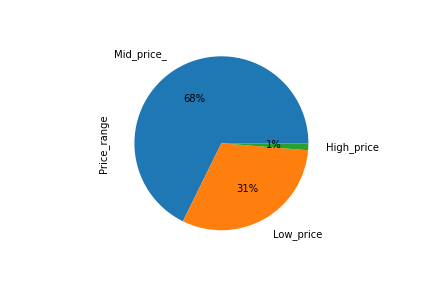 Mid_price_
68%
Price_range
1%
High_price
31%
Low_price